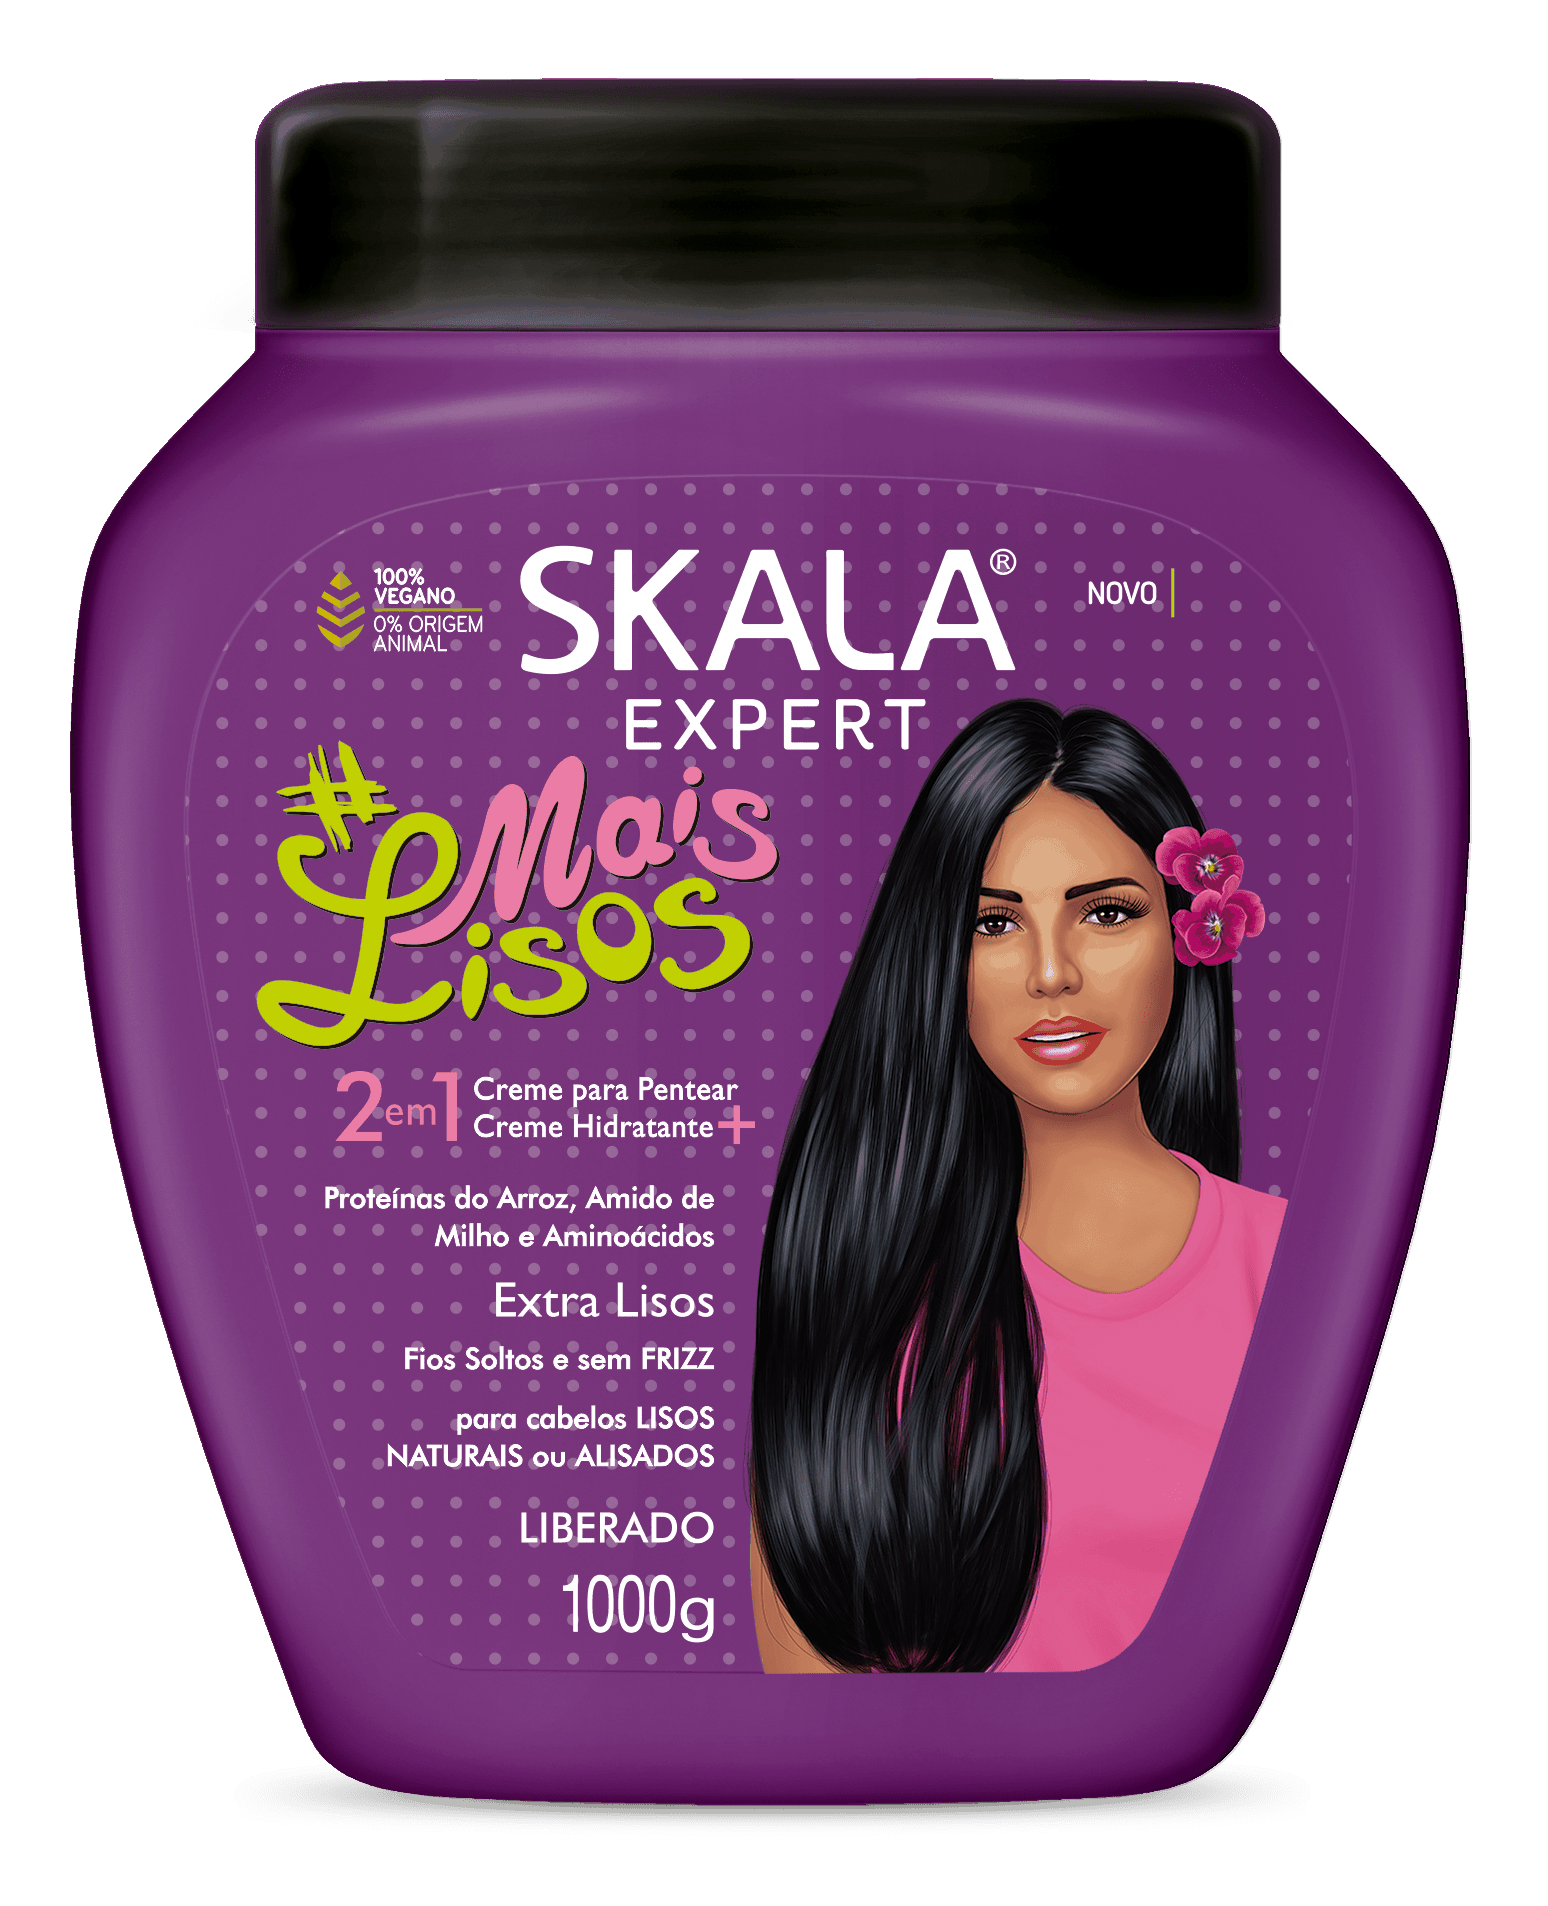 100%
VEGANO
0% ORIGEM
ANIMAL
SKALA®
EXPERT
NOVO
#Mais
Lisos
2em1 Creme para Pentear
Creme Hidratante+
Proteínas do Arroz, Amido de
Milho e Aminoácidos
Extra Lisos
Fios Soltos e sem FRIZZ
para cabelos LISOS
NATURAIS ou ALISADOS
LIBERADO
1000g